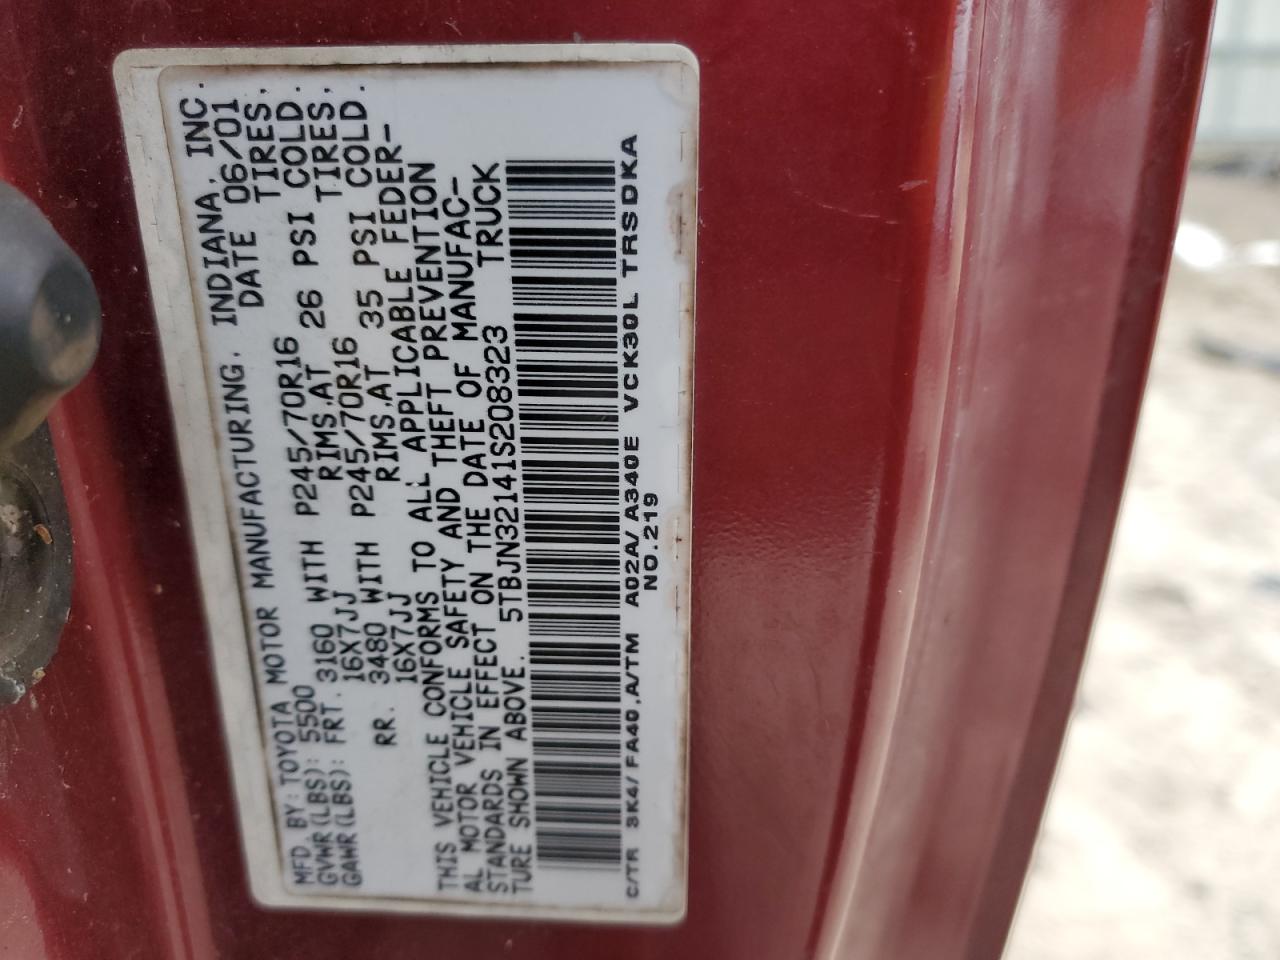 MFD. BY: TOYOTA MOTOR MANUFACTURING, INDIANA, INC.
GVWR(LBS): 5500 DATE 06/01
GAWR(LBS): FRT. 3160 WITH P245/70R16 TIRES,
16X7JJ RIMS,AT 26 PSI COLD.
RR. 3480 WITH P245/70R16 TIRES,
16X7JJ RIMS,AT 35 PSI COLD.
THIS VEHICLE CONFORMS TO ALL APPLICABLE FEDER-
AL MOTOR VEHICLE SAFETY AND THEFT PREVENTION
STANDARDS IN EFFECT ON THE DATE OF MANUFAC-
TURE SHOWN ABOVE. 5TBJN32141S208323 TRUCK
C/TR 3K4/FA40,A/TM A02A/A340E VCK30L TRSDKA
NO.219